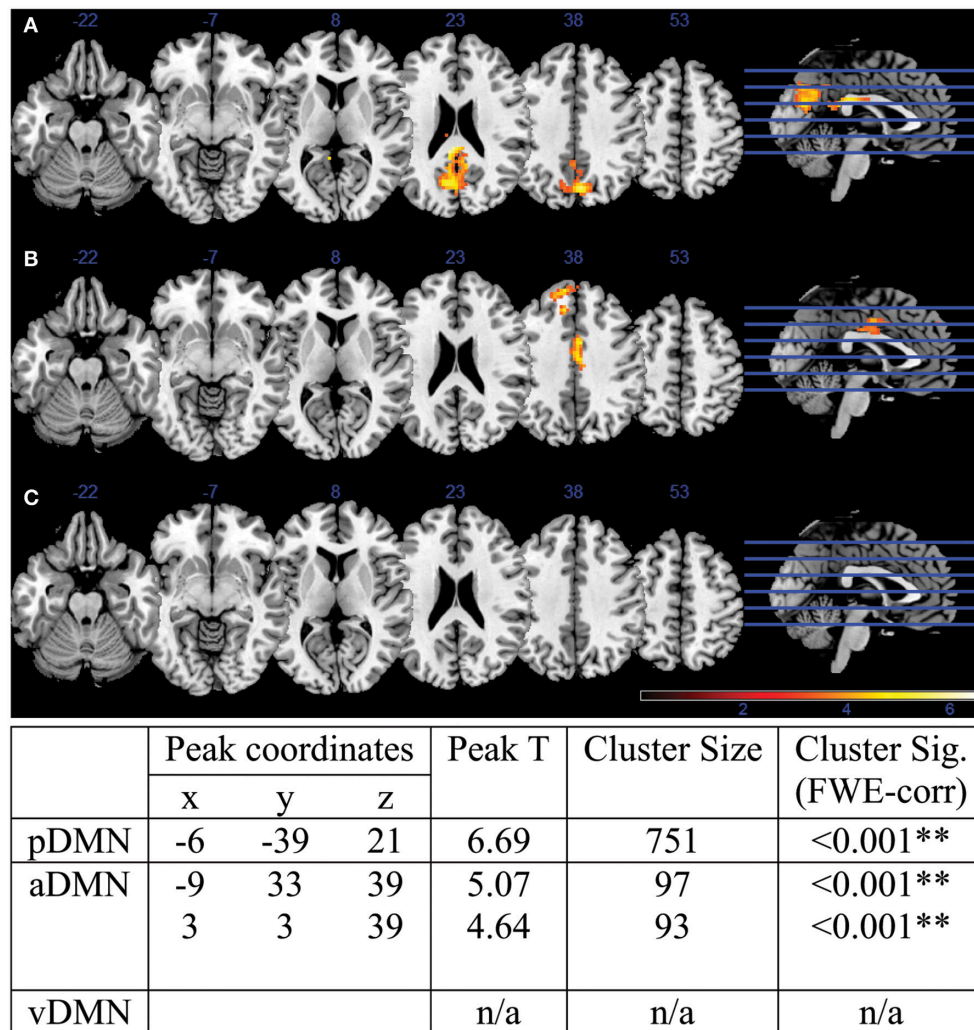 A
-22 -7 8 23 38 53
B
-22 -7 8 23 38 53
C
-22 -7 8 23 38 53
2 4 6
Peak coordinates Peak T Cluster Size Cluster Sig.
(FWE-corr)
x y z
pDMN -6 -39 21 6.69 751 <0.001**
aDMN -9 33 39 5.07 97 <0.001**
3 3 39 4.64 93 <0.001**
vDMN n/a n/a n/a